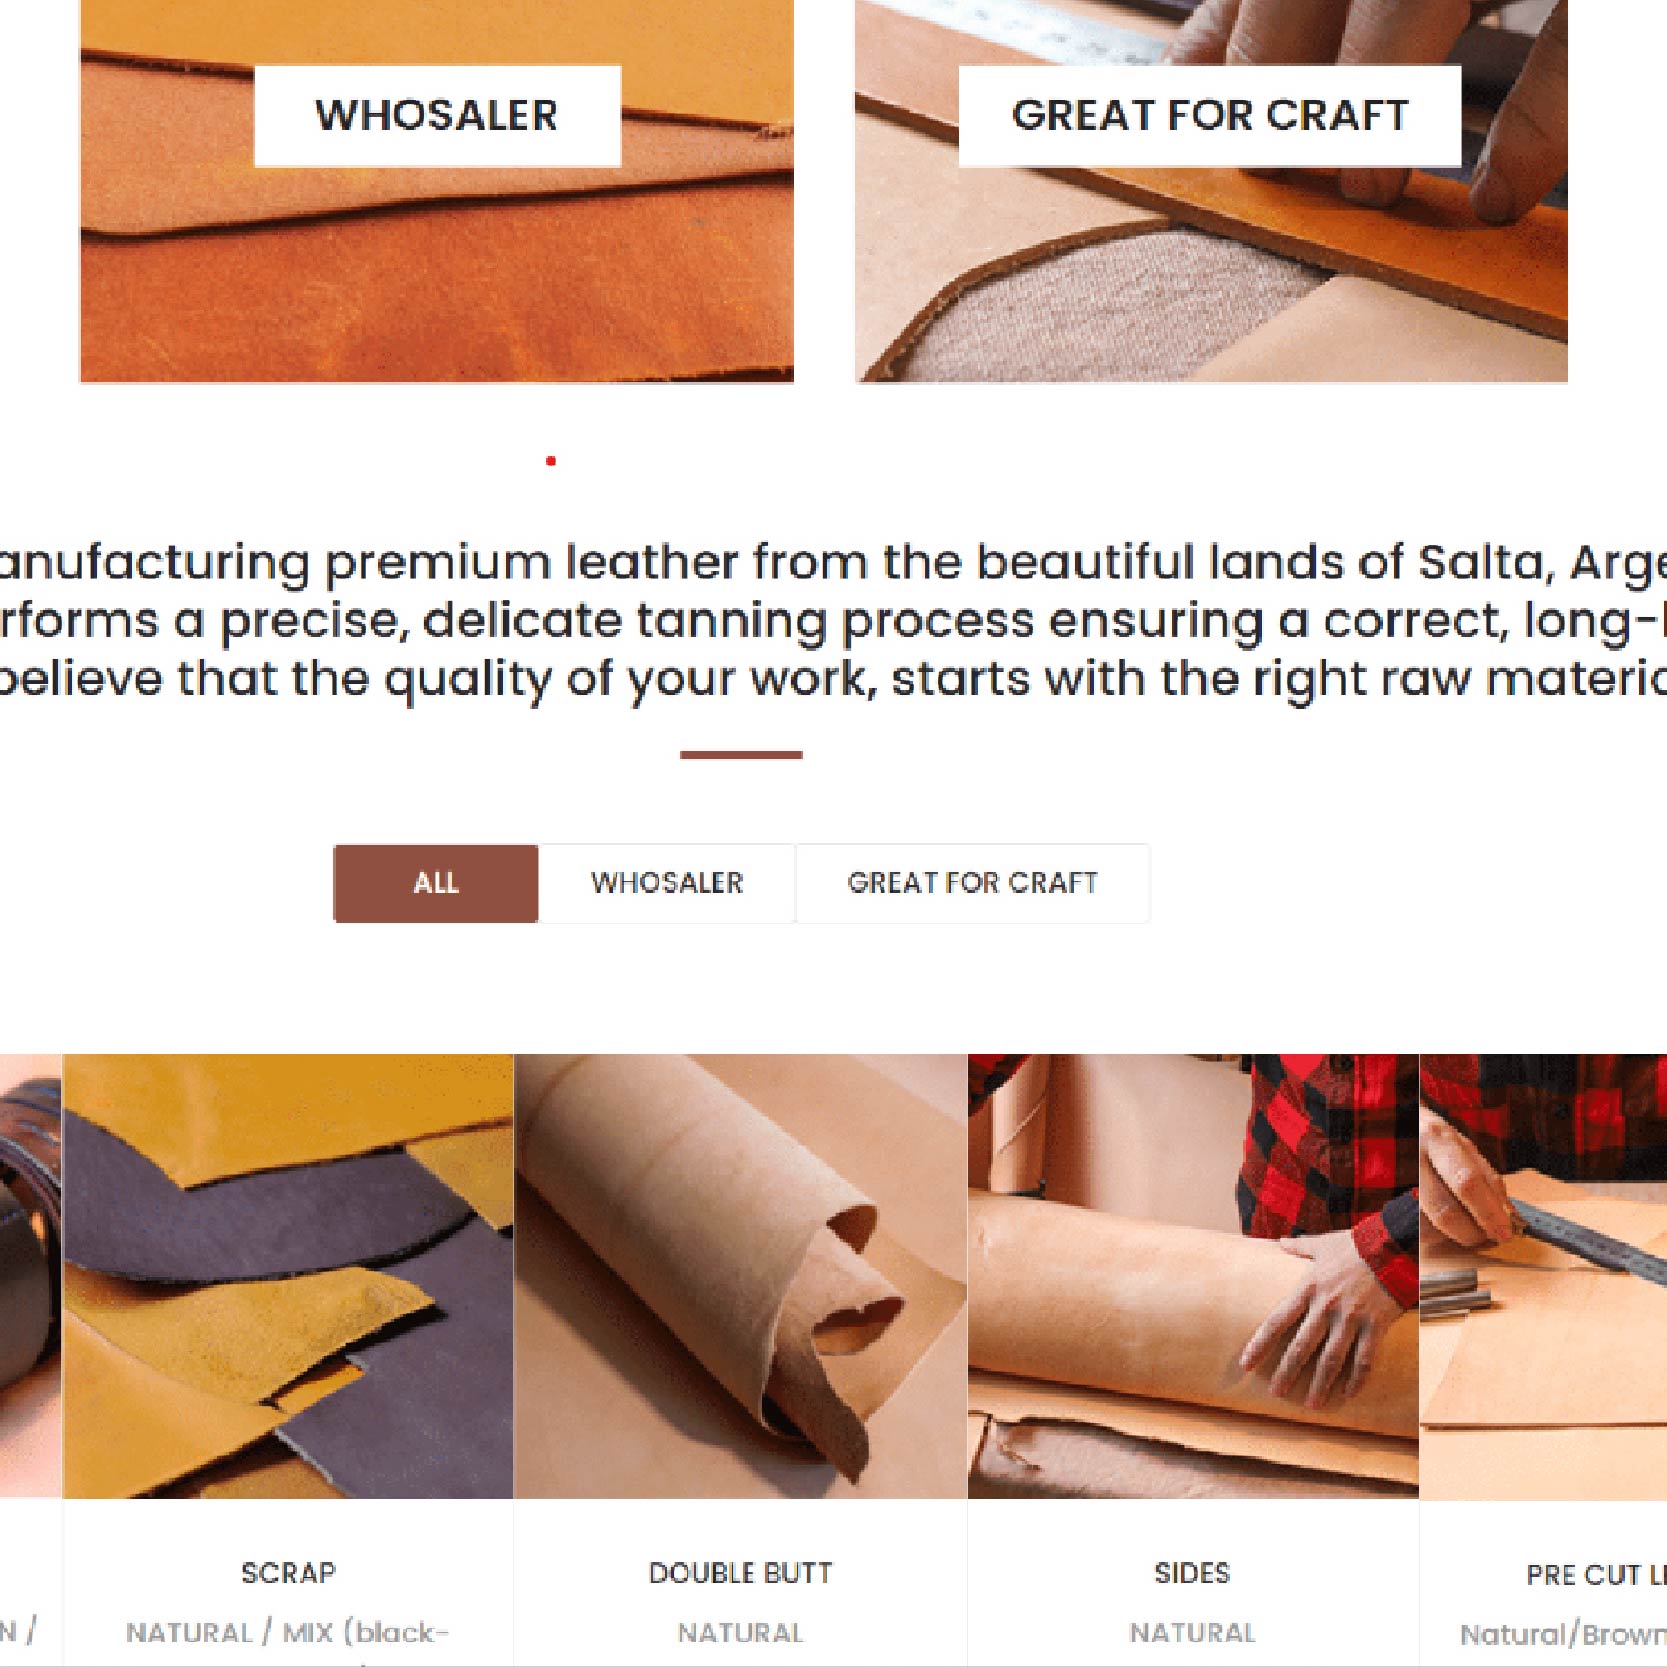 WHOSALER
GREAT FOR CRAFT
anufacturing premium leather from the beautiful lands of Salta, Arge
rforms a precise, delicate tanning process ensuring a correct, long-
believe that the quality of your work, starts with the right raw materia
ALL
WHOSALER
GREAT FOR CRAFT
SCRAP
DOUBLE BUTT
SIDES
PRE CUT LE
N /
NATURAL / MIX (black-
NATURAL
NATURAL
Natural/Brown